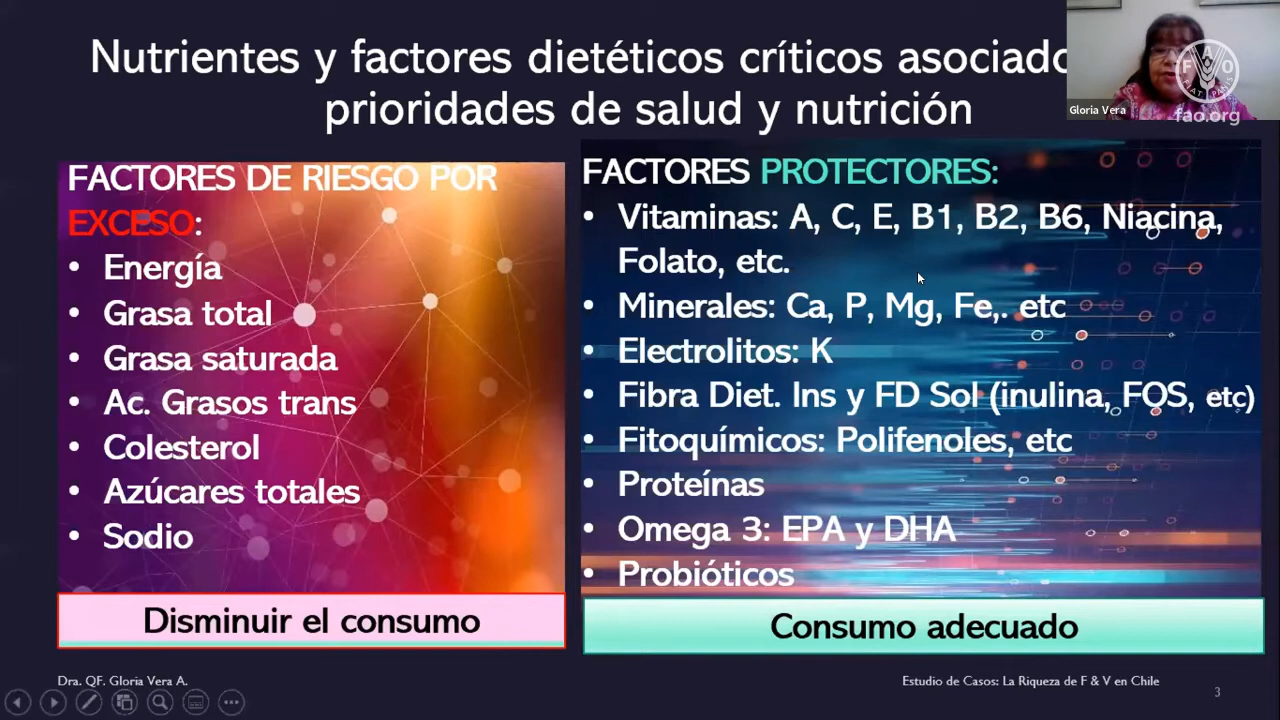 Nutrientes y factores dietéticos críticos asociado
prioridades de salud y nutrición
Gloria Vera
FAO
FIAT PANIS
fao.org
FACTORES DE RIESGO POR
EXCESO:
• Energía
• Grasa total
• Grasa saturada
• Ac. Grasos trans
• Colesterol
• Azúcares totales
• Sodio
Disminuir el consumo
FACTORES PROTECTORES:
• Vitaminas: A, C, E, B1, B2, B6, Niacina,
Folato, etc.
• Minerales: Ca, P, Mg, Fe,. etc
• Electrolitos: K
• Fibra Diet. Ins y FD Sol (inulina, FOS, etc)
• Fitoquímicos: Polifenoles, etc
• Proteínas
• Omega 3: EPA y DHA
• Probióticos
Consumo adecuado
Dra. QF. Gloria Vera A.
Estudio de Casos: La Riqueza de F & V en Chile
3